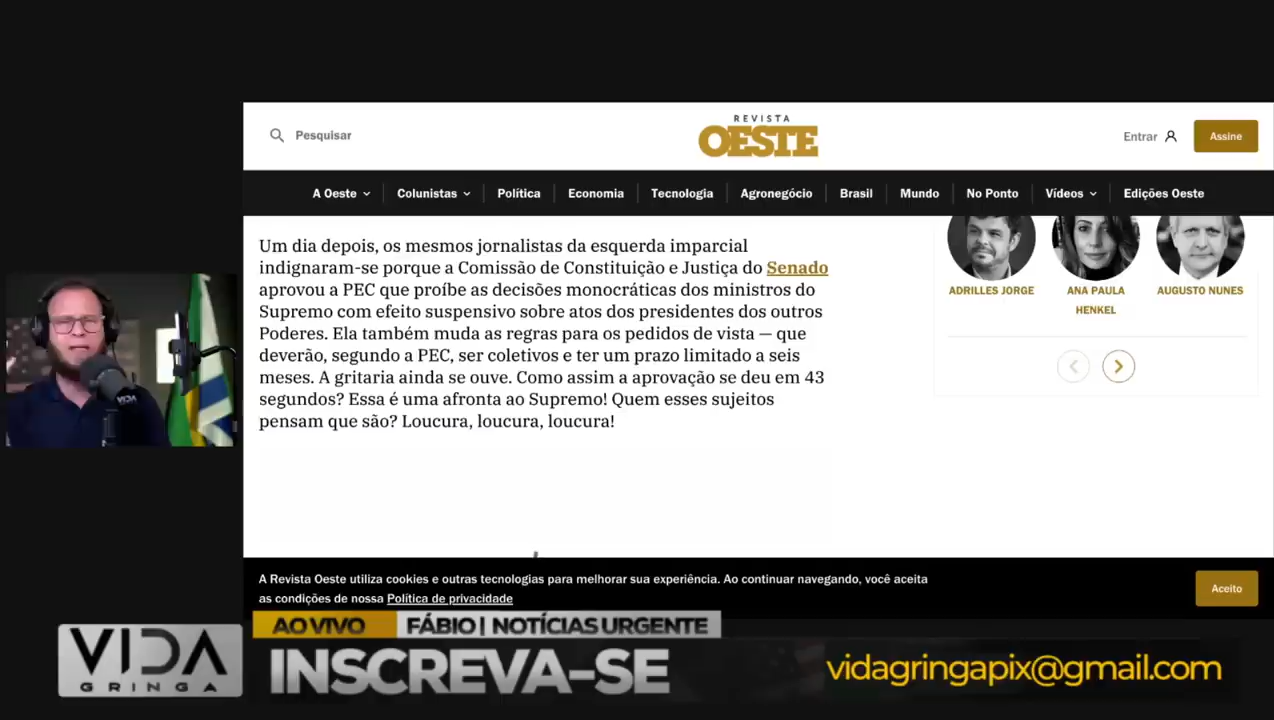 Pesquisar
REVISTA
OESTE
Entrar
Assine
A Oeste
Colunistas
Política
Economia
Tecnologia
Agronegócio
Brasil
Mundo
No Ponto
Vídeos
Edições Oeste
Um dia depois, os mesmos jornalistas da esquerda imparcial
indignaram-se porque a Comissão de Constituição e Justiça do Senado
aprovou a PEC que proíbe as decisões monocráticas dos ministros do
Supremo com efeito suspensivo sobre atos dos presidentes dos outros
Poderes. Ela também muda as regras para os pedidos de vista — que
deverão, segundo a PEC, ser coletivos e ter um prazo limitado a seis
meses. A gritaria ainda se ouve. Como assim a aprovação se deu em 43
segundos? Essa é uma afronta ao Supremo! Quem esses sujeitos
pensam que são? Loucura, loucura, loucura!
ADRILLES JORGE
ANA PAULA
HENKEL
AUGUSTO NUNES
A Revista Oeste utiliza cookies e outras tecnologias para melhorar sua experiência. Ao continuar navegando, você aceita
as condições de nossa Política de privacidade
Aceito
AO VIVO
FÁBIO | NOTÍCIAS URGENTE
VIDA
GRINGA
INSCREVA-SE
vidagringapix@gmail.com